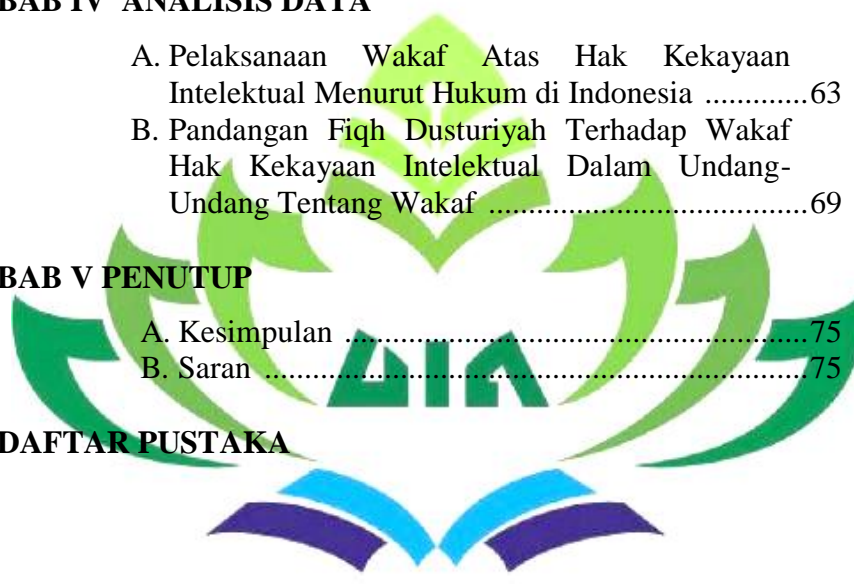 BAB IV ANALISIS DATA
A. Pelaksanaan Wakaf Atas Hak Kekayaan
Intelektual Menurut Hukum di Indonesia .............63
B. Pandangan Fiqh Dusturiyah Terhadap Wakaf
Hak Kekayaan Intelektual Dalam Undang-
Undang Tentang Wakaf ........................................69
BAB V PENUTUP
A. Kesimpulan ..........................................................75
B. Saran ....................................................................75
UIN
DAFTAR PUSTAKA